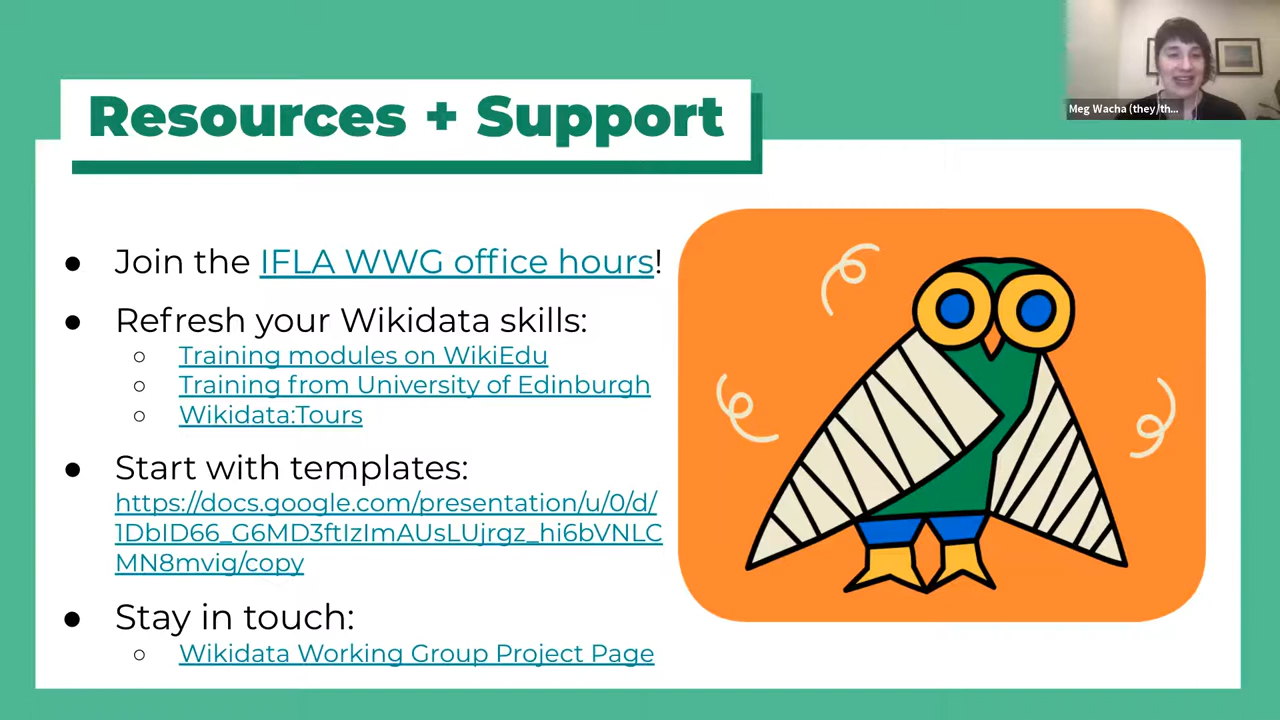 Meg Wacha (they/th...
Resources + Support
● Join the IFLA WWG office hours!
● Refresh your Wikidata skills:
○ Training modules on WikiEdu
○ Training from University of Edinburgh
○ Wikidata:Tours
● Start with templates:
https://docs.google.com/presentation/u/0/d/
1DbID66_G6MD3ftIzImAUsLUjrgz_hi6bVNLC
MN8mvig/copy
● Stay in touch:
○ Wikidata Working Group Project Page